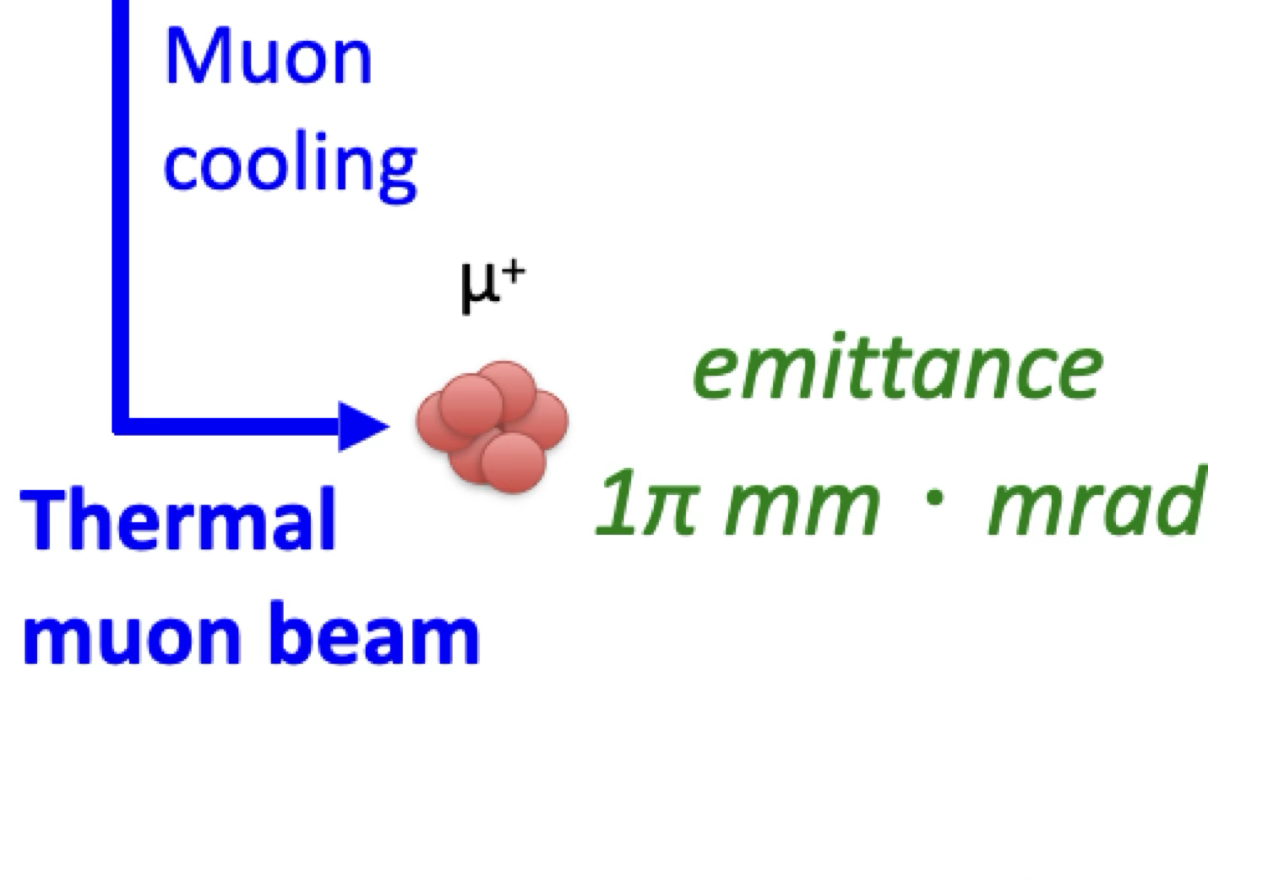 Muon
cooling
μ⁺
emittance
1π mm · mrad
Thermal
muon beam